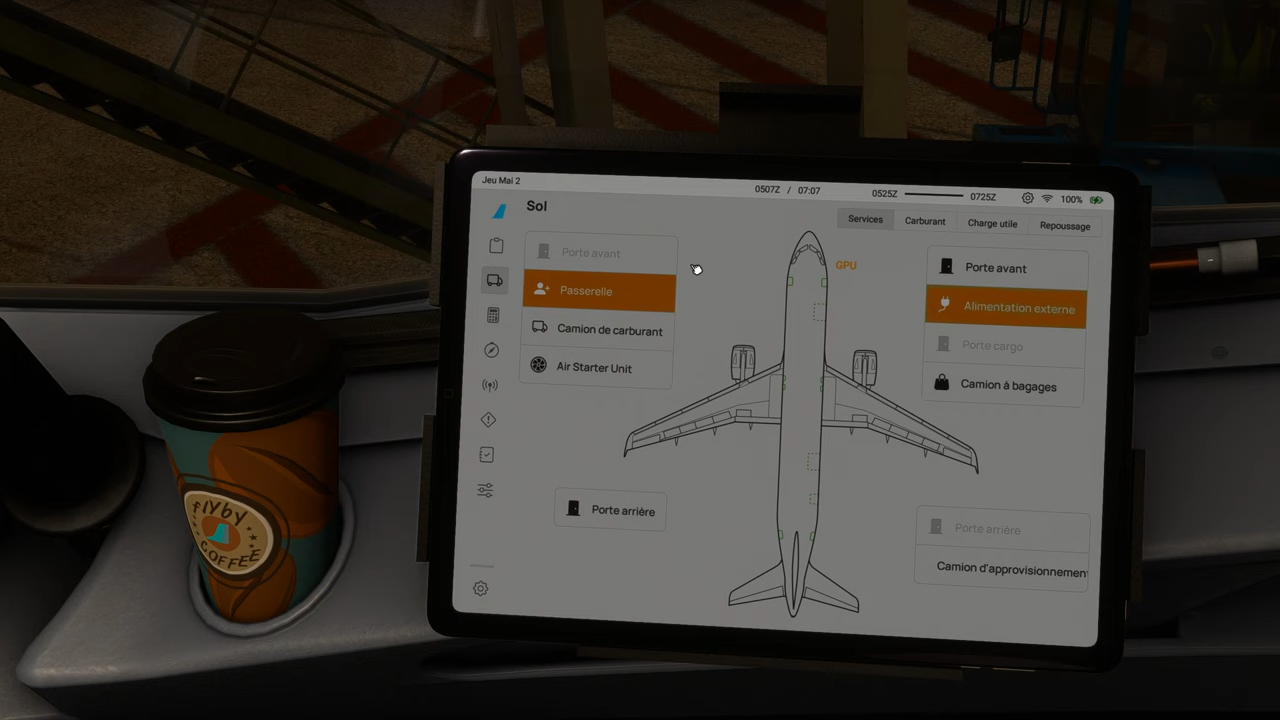 Jeu Mai 2
0507Z / 07:07
0525Z
0725Z
100%
Sol
Services
Carburant
Charge utile
Repoussage
Porte avant
Passerelle
Camion de carburant
Air Starter Unit
GPU
Porte avant
Alimentation externe
Porte cargo
Camion à bagages
Porte arrière
Porte arrière
Camion d'approvisionnemen
flyby
COFFEE